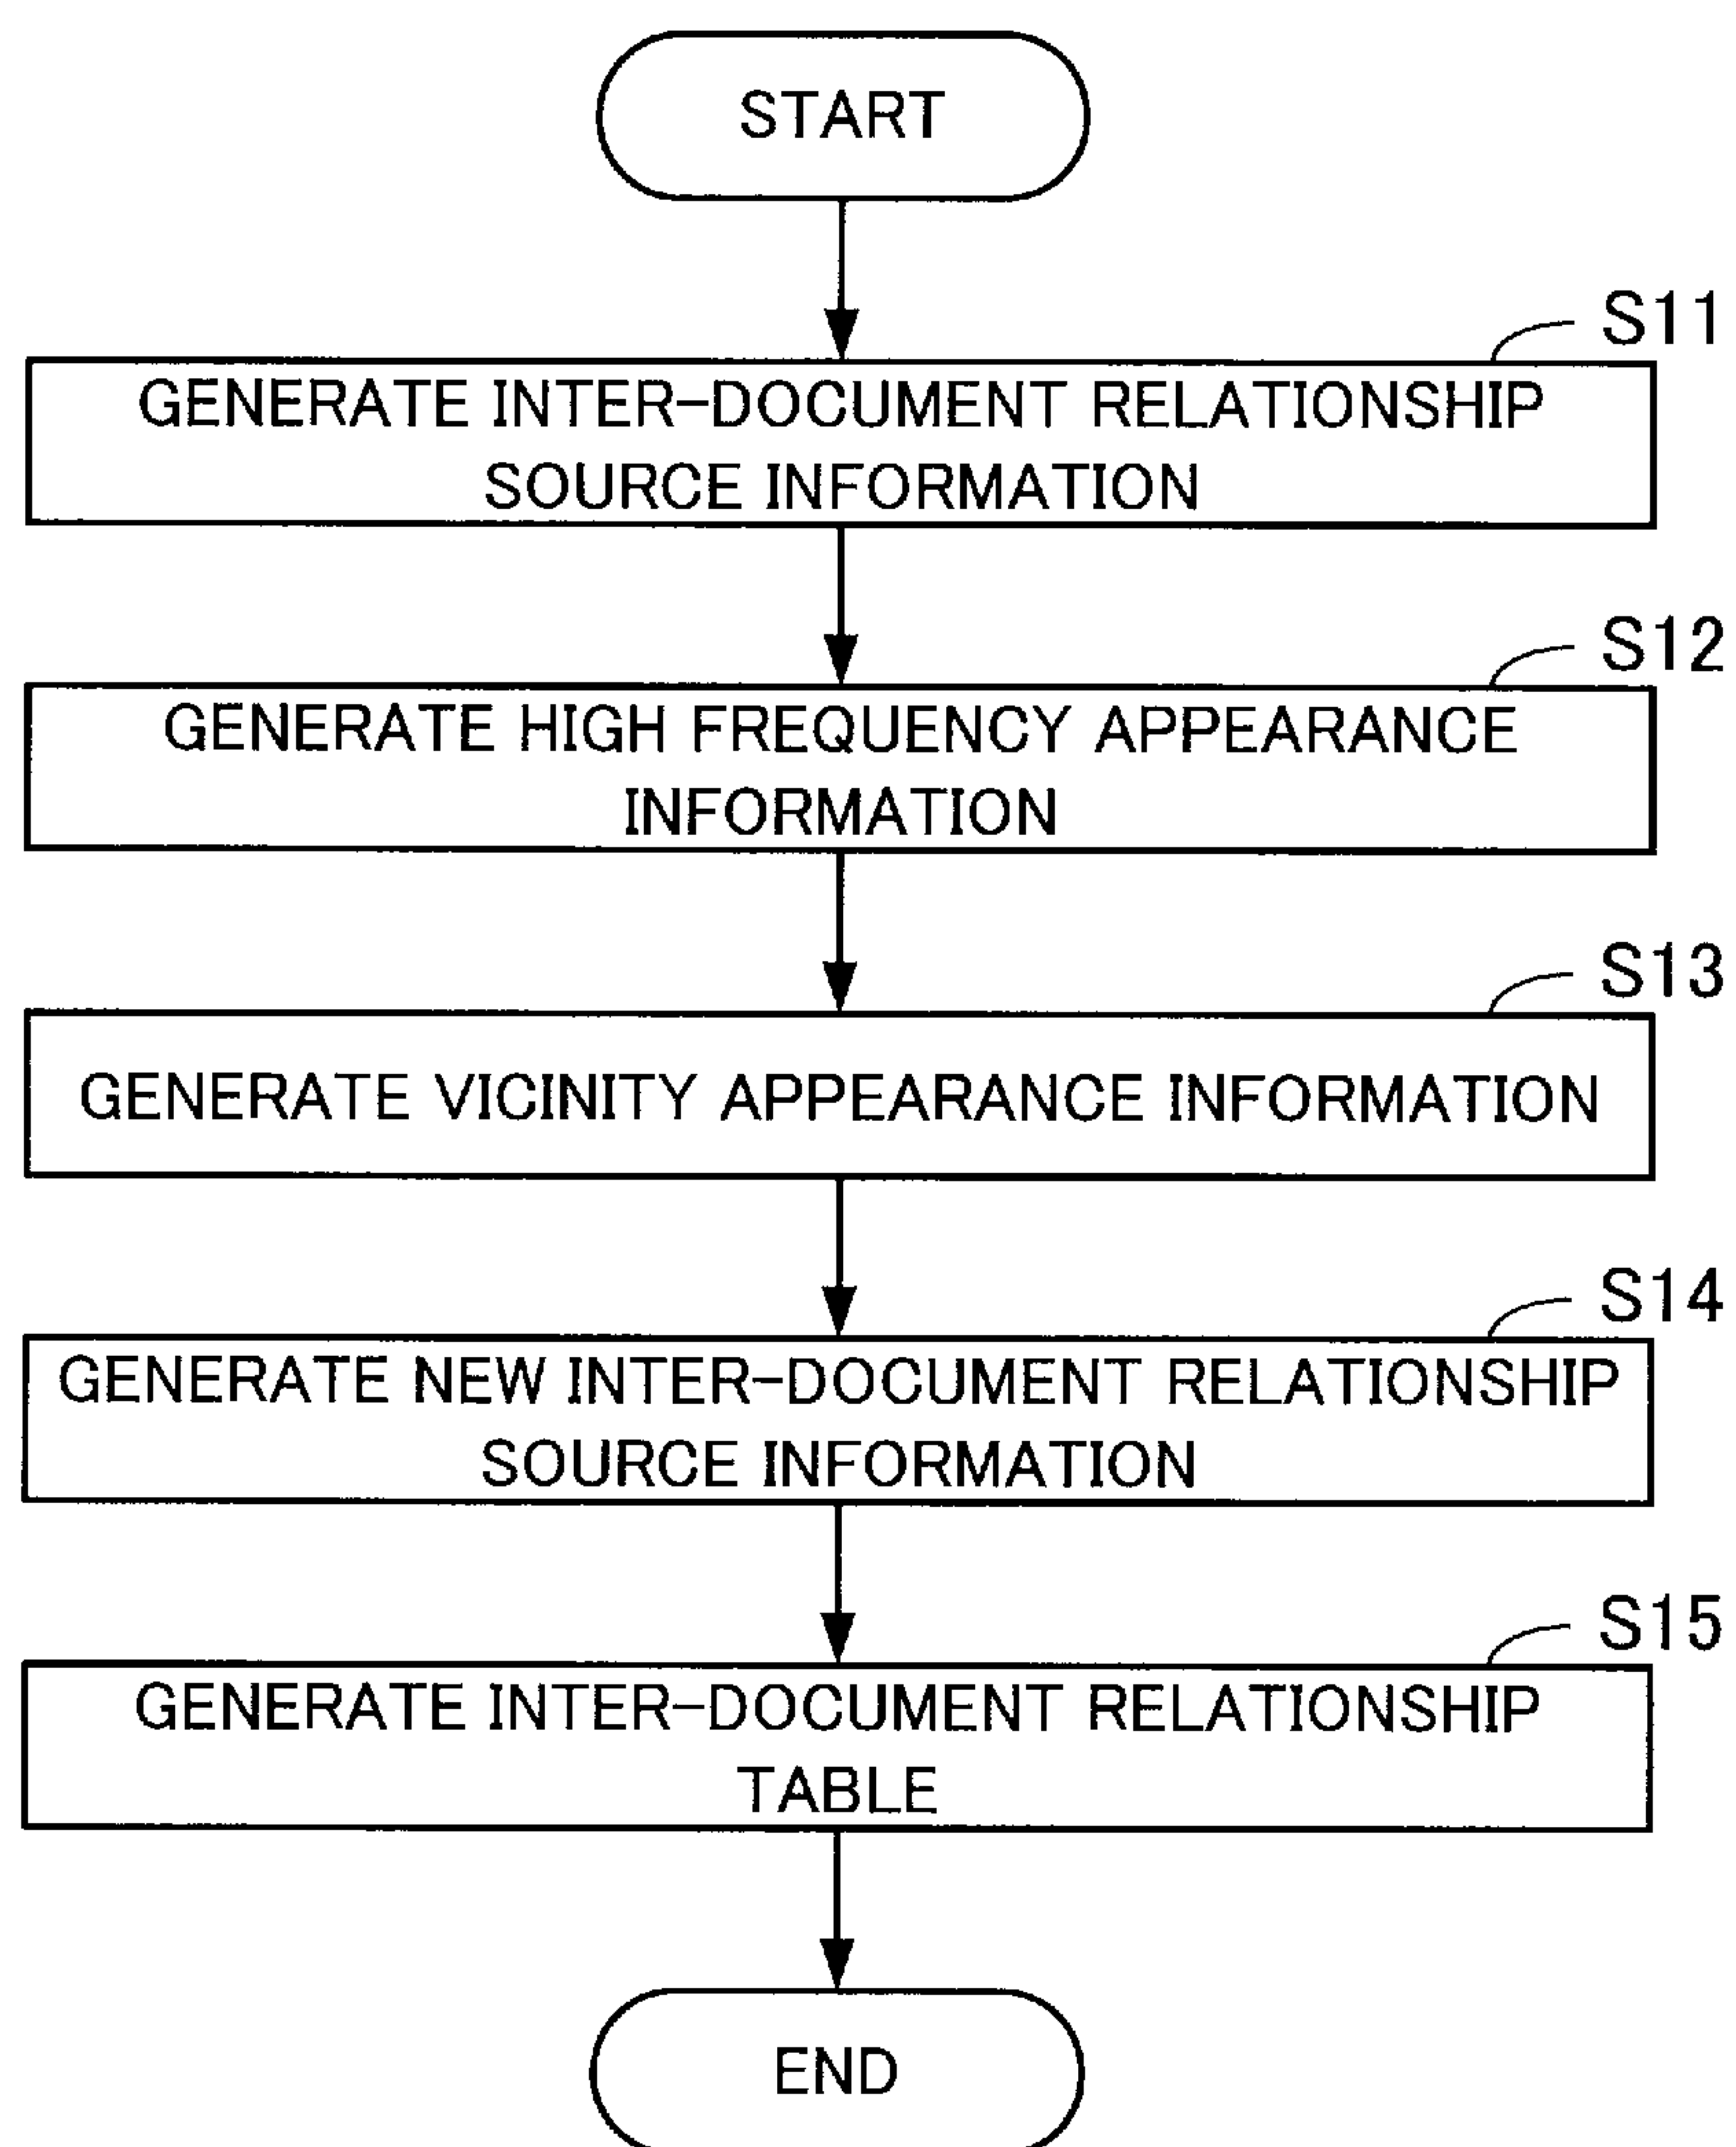 START
S11
GENERATE INTER-DOCUMENT RELATIONSHIP
SOURCE INFORMATION
S12
GENERATE HIGH FREQUENCY APPEARANCE
INFORMATION
S13
GENERATE VICINITY APPEARANCE INFORMATION
S14
GENERATE NEW INTER-DOCUMENT RELATIONSHIP
SOURCE INFORMATION
S15
GENERATE INTER-DOCUMENT RELATIONSHIP
TABLE
END